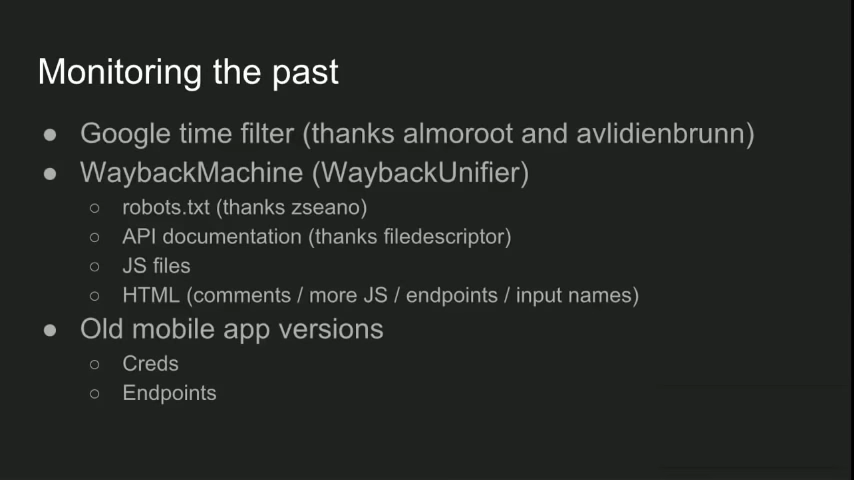 Monitoring the past
● Google time filter (thanks almoroot and avlidienbrunn)
● WaybackMachine (WaybackUnifier)
○ robots.txt (thanks zseano)
○ API documentation (thanks filedescriptor)
○ JS files
○ HTML (comments / more JS / endpoints / input names)
● Old mobile app versions
○ Creds
○ Endpoints